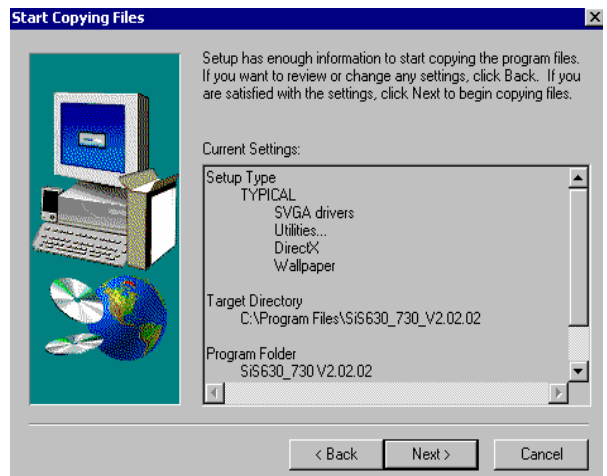 Start Copying Files
Setup has enough information to start copying the program files.
If you want to review or change any settings, click Back. If you
are satisfied with the settings, click Next to begin copying files.
Current Settings:
Setup Type
TYPICAL
SVGA drivers
Utilities...
DirectX
Wallpaper
Target Directory
C:\Program Files\SiS630_730_V2.02.02
Program Folder
SiS630_730 V2.02.02
< Back
Next >
Cancel